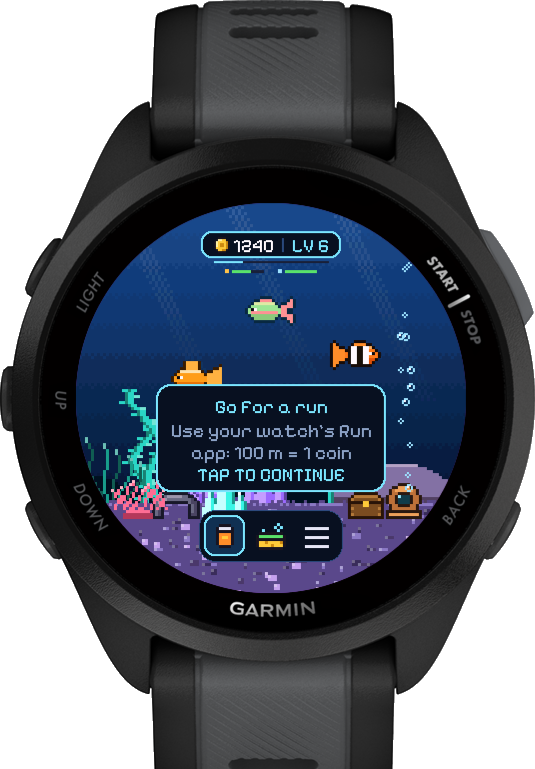 1240 | LV 6
START
STOP
LIGHT
UP
DOWN
BACK
Go for a run
Use your watch's Run
app: 100 m = 1 coin
TAP TO CONTINUE
GARMIN